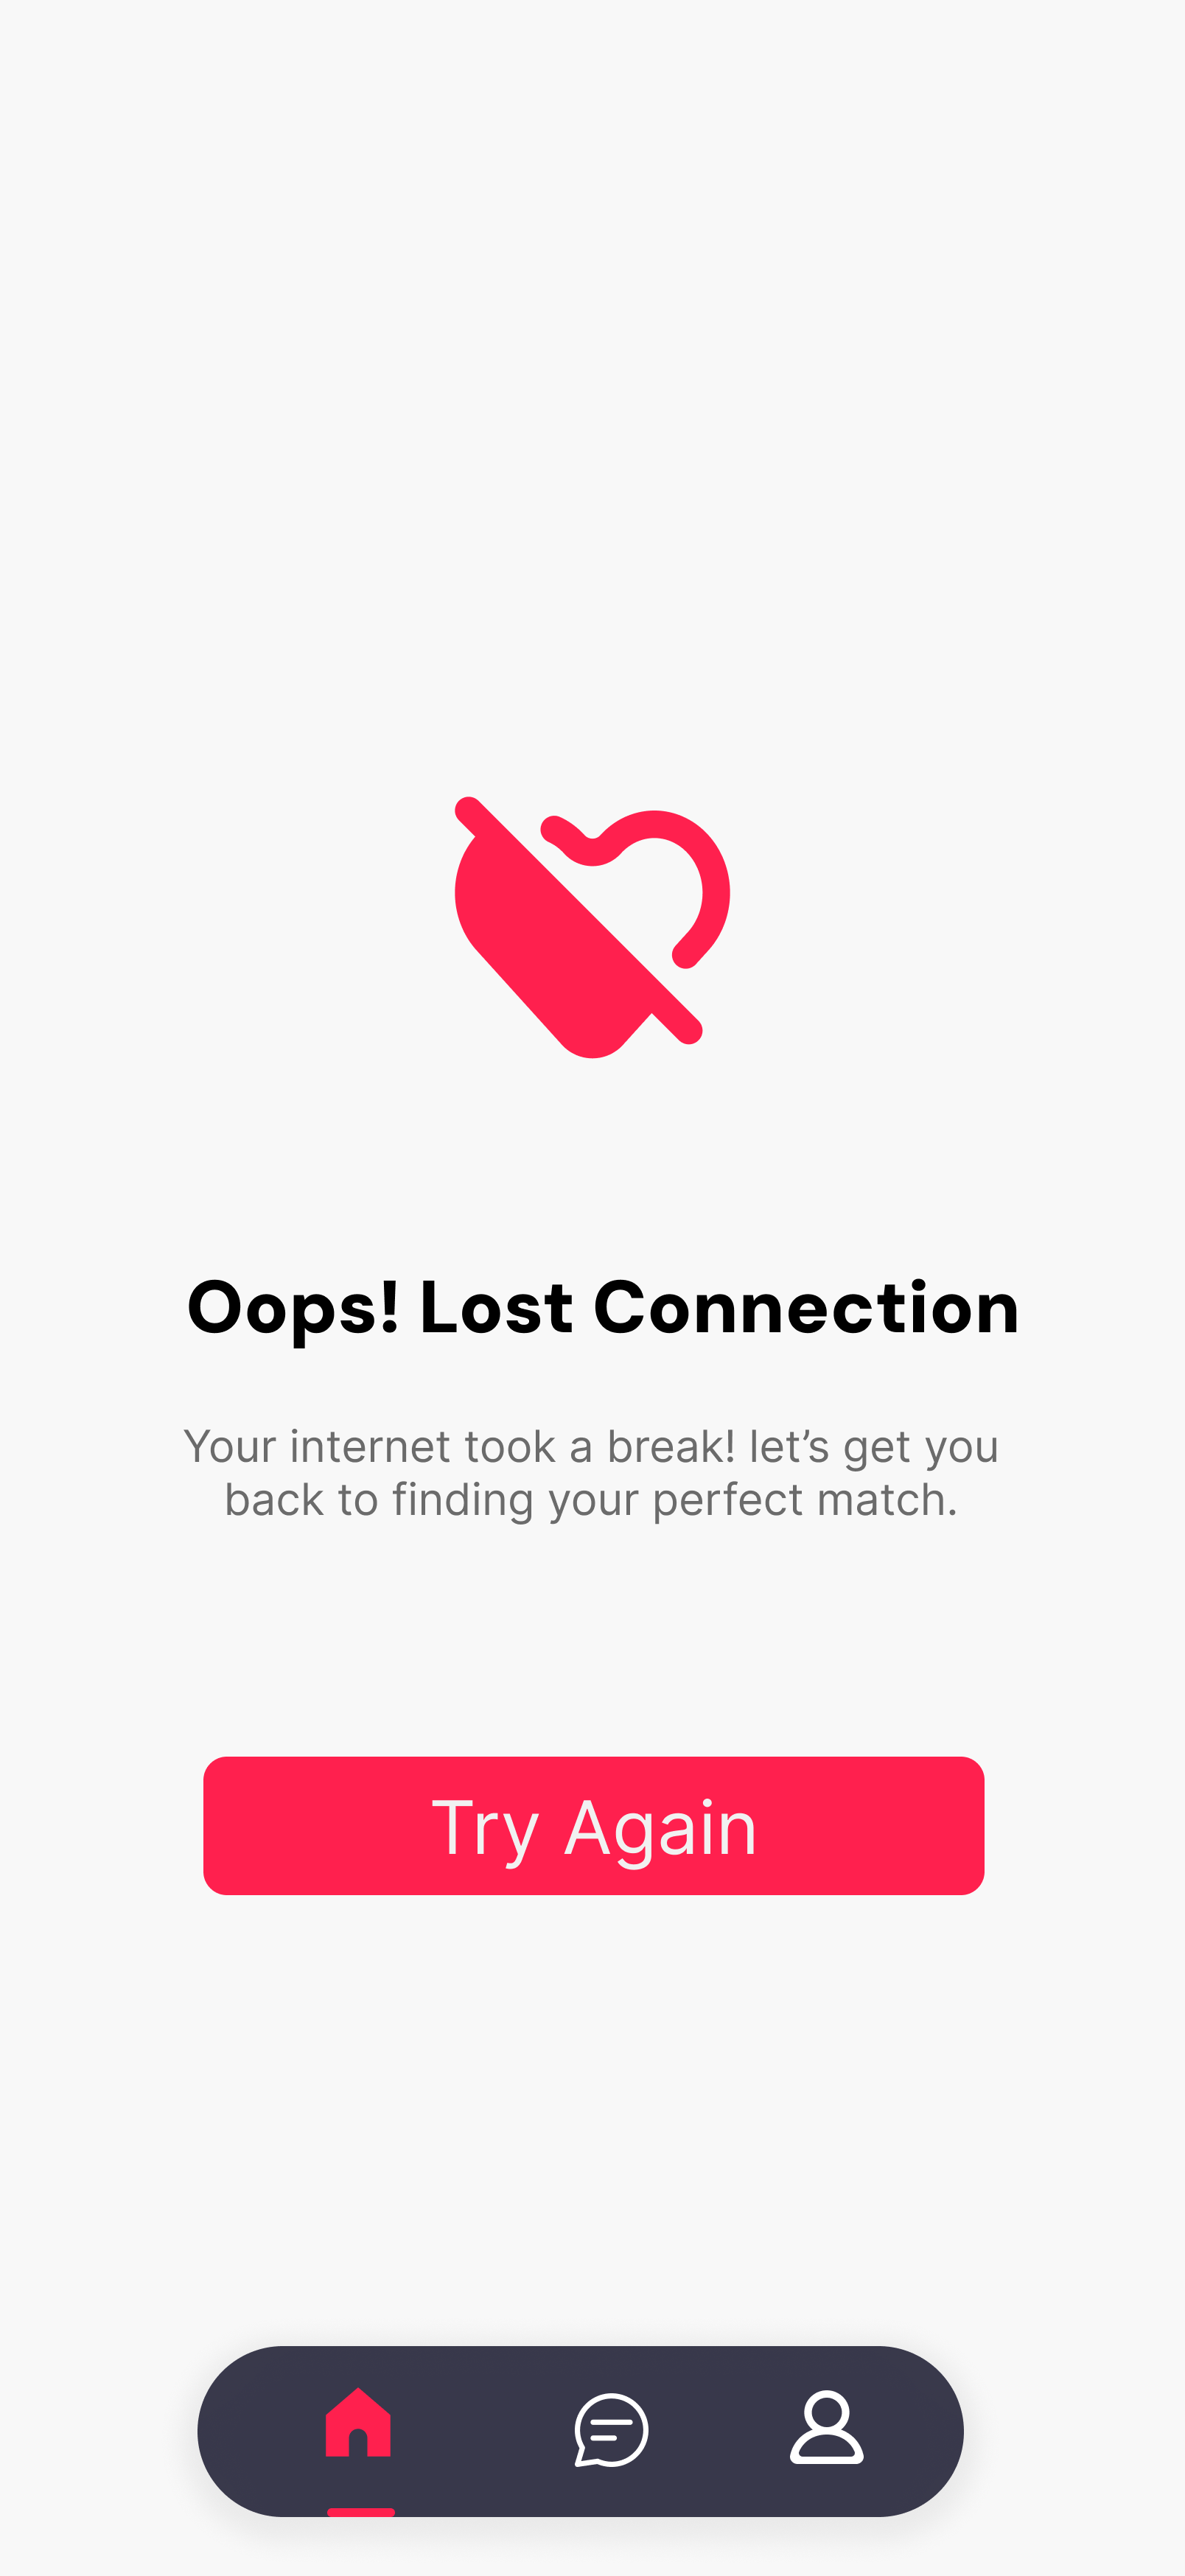 Oops! Lost Connection
Your internet took a break! let’s get you
back to finding your perfect match.
Try Again